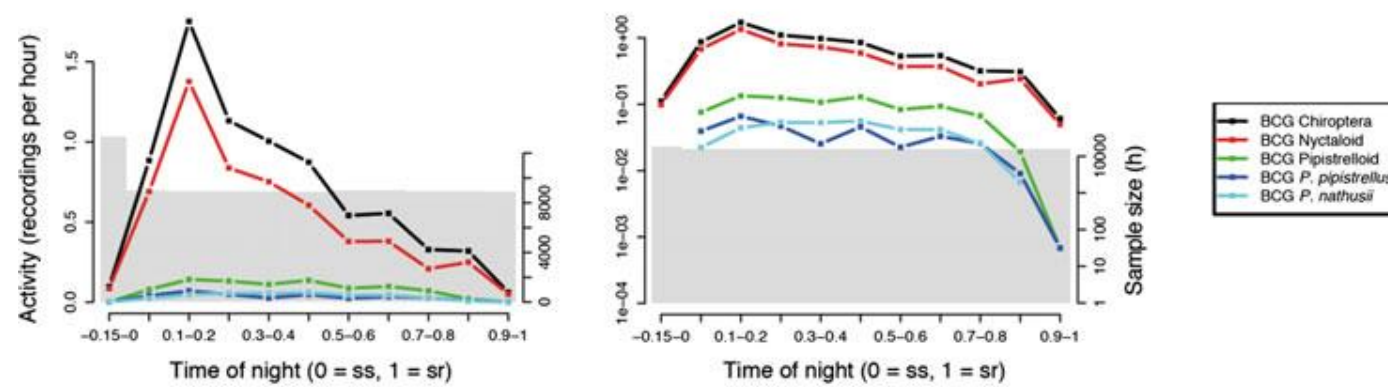 Activity (recordings per hour)
1.5
1.0
0.5
0.0
8000
4000
0
−0.15−0 0.1−0.2 0.3−0.4 0.5−0.6 0.7−0.8 0.9−1
Time of night (0 = ss, 1 = sr)
1e+00
1e−01
1e−02
1e−03
1e−04
10000
100
10
1
Sample size (h)
−0.15−0 0.1−0.2 0.3−0.4 0.5−0.6 0.7−0.8 0.9−1
Time of night (0 = ss, 1 = sr)
BCG Chiroptera
BCG Nyctaloid
BCG Pipistrelloid
BCG P. pipistrellus
BCG P. nathusii